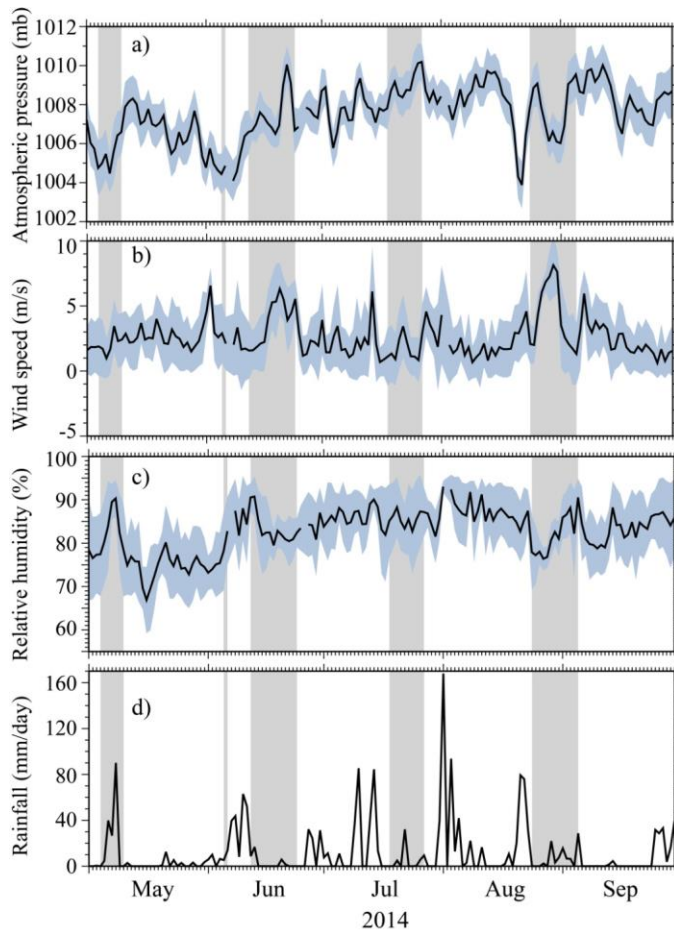 1012
a)
1010
1008
1006
1004
1002
Atmospheric pressure (mb)
10
b)
5
0
-5
Wind speed (m/s)
100
c)
90
80
70
60
Relative humidity (%)
160
d)
120
80
40
0
Rainfall (mm/day)
May Jun Jul Aug Sep
2014